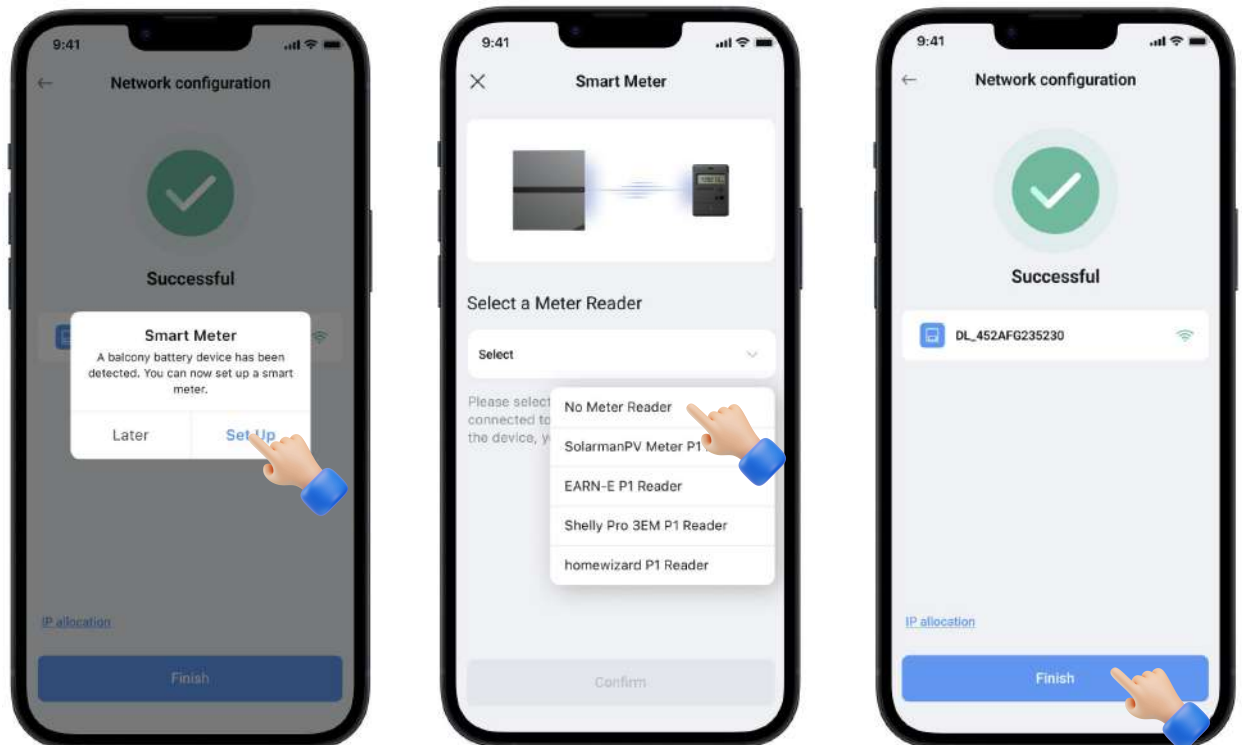 9:41
Network configuration
Successful
Smart Meter
A balcony battery device has been
detected. You can now set up a smart
meter.
Later
Set Up
IP allocation
Finish
9:41
Smart Meter
Select a Meter Reader
Select
Please select
connected to
the device, y
No Meter Reader
SolarmanPV Meter P1
EARN-E P1 Reader
Shelly Pro 3EM P1 Reader
homewizard P1 Reader
Confirm
9:41
Network configuration
Successful
DL_452AFG235230
IP allocation
Finish